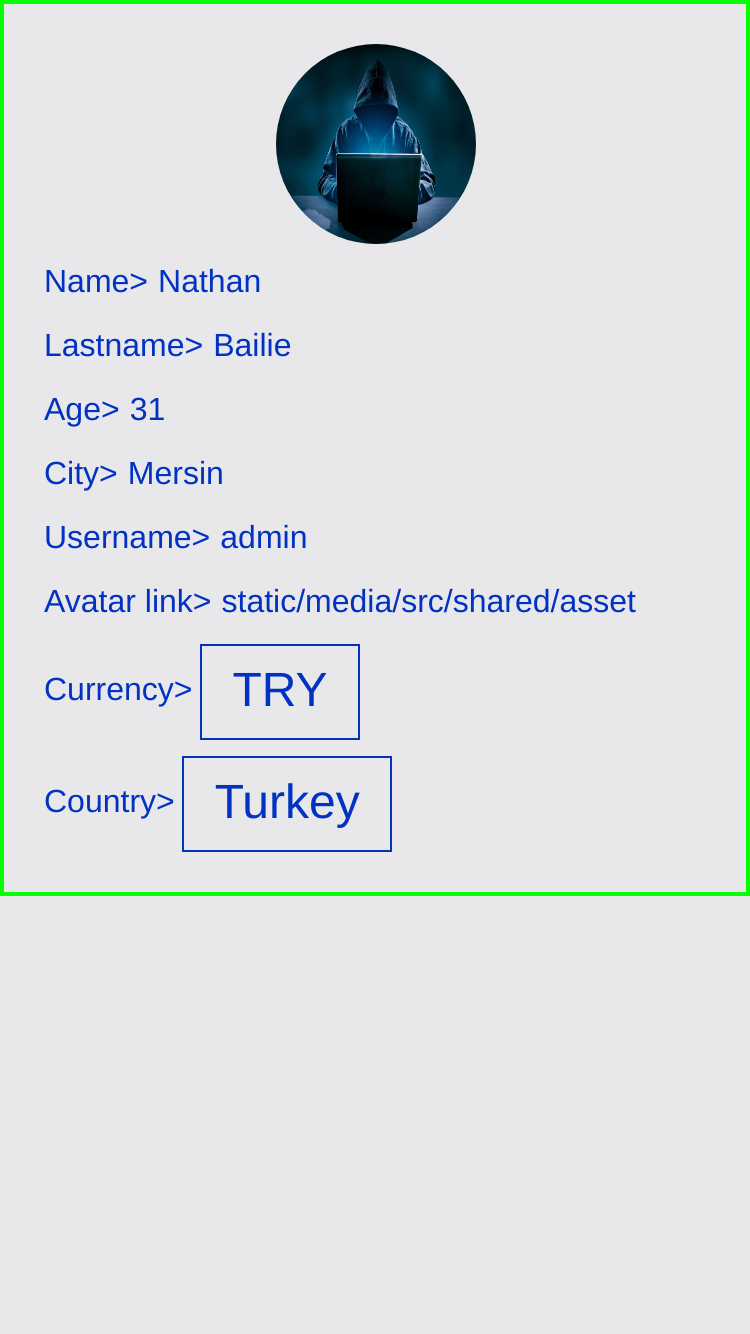 Name> Nathan
Lastname> Bailie
Age> 31
City> Mersin
Username> admin
Avatar link> static/media/src/shared/asset
Currency> TRY
Country> Turkey